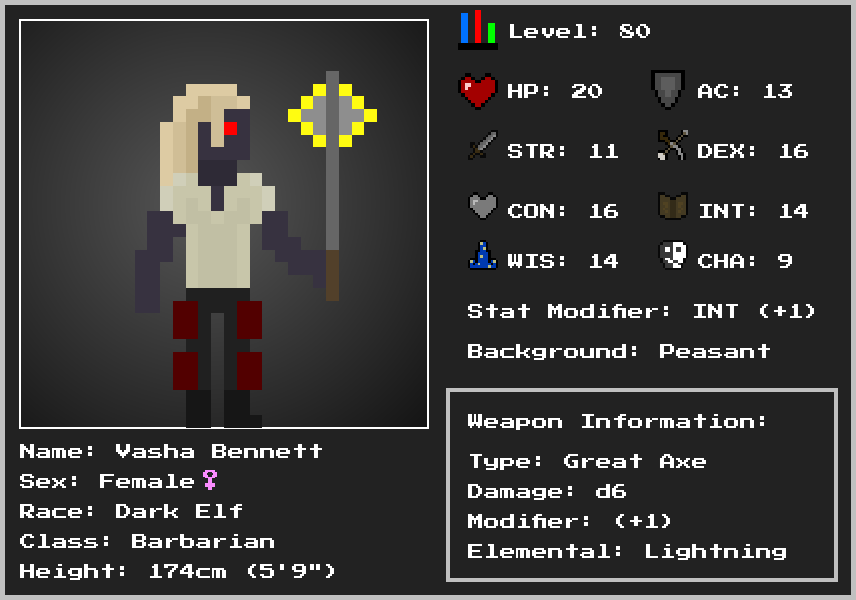 Level: 80
HP: 20 AC: 13
STR: 11 DEX: 16
CON: 16 INT: 14
WIS: 14 CHA: 9
Stat Modifier: INT (+1)
Background: Peasant
Weapon Information:
Type: Great Axe
Damage: d6
Modifier: (+1)
Elemental: Lightning
Name: Vasha Bennett
Sex: Female♀
Race: Dark Elf
Class: Barbarian
Height: 174cm (5'9")